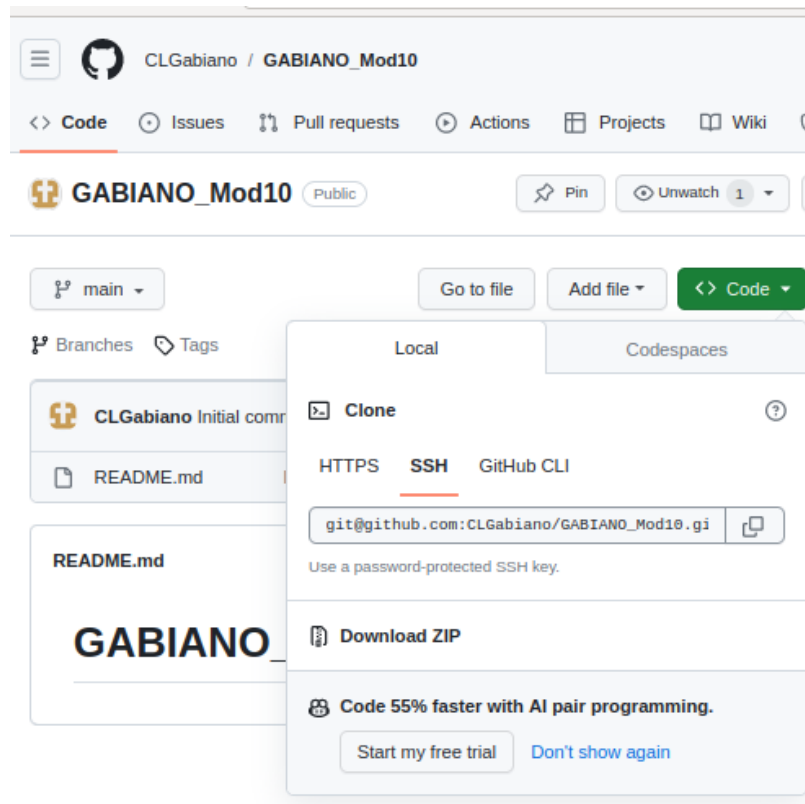 CLGabiano / GABIANO_Mod10
Code Issues Pull requests Actions Projects Wiki
GABIANO_Mod10 Public Pin Unwatch 1
main Go to file Add file Code
Branches Tags
Local Codespaces
CLGabiano Initial comm
Clone
HTTPS SSH GitHub CLI
README.md
git@github.com:CLGabiano/GABIANO_Mod10.gi
Use a password-protected SSH key.
README.md
GABIANO_
Download ZIP
Code 55% faster with AI pair programming.
Start my free trial Don't show again